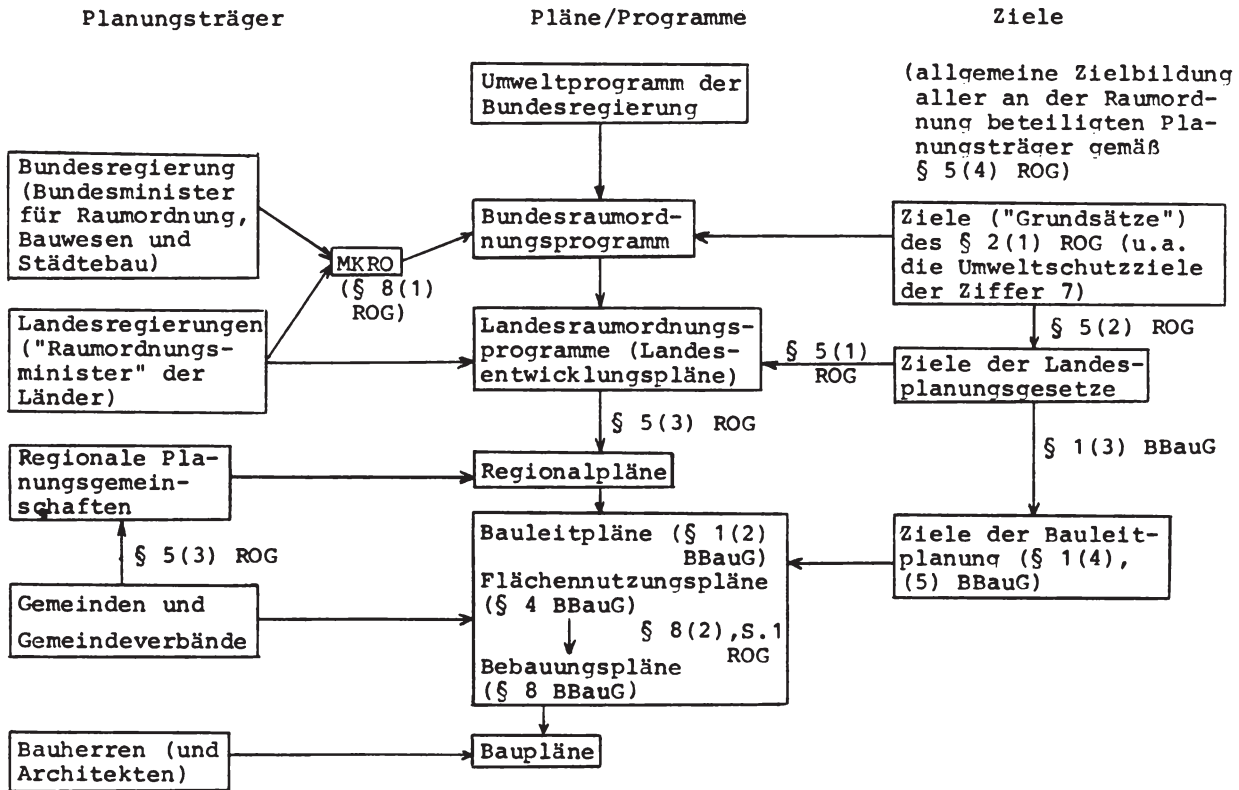 Planungsträger
Pläne/Programme
Ziele
Umweltprogramm der
Bundesregierung
(allgemeine Zielbildung
aller an der Raumord-
nung beteiligten Pla-
nungsträger gemäß
§ 5(4) ROG)
Bundesregierung
(Bundesminister
für Raumordnung,
Bauwesen und
Städtebau)
MKRO
(§ 8(1)
ROG)
Bundesraumord-
nungsprogramm
Ziele ("Grundsätze")
des § 2(1) ROG (u.a.
die Umweltschutzziele
der Ziffer 7)
§ 5(2) ROG
Landesregierungen
("Raumordnungs-
minister" der
Länder)
Landesraumordnungs-
programme (Landes-
entwicklungspläne)
§ 5(1)
ROG
Ziele der Landes-
planungsgesetze
§ 5(3) ROG
§ 1(3) BBauG
Regionale Pla-
nungsgemein-
schaften
Regionalpläne
§ 5(3) ROG
Bauleitpläne (§ 1(2)
BBauG)
Flächennutzungspläne
(§ 4 BBauG)
§ 8(2),S.1
ROG
Bebauungspläne
(§ 8 BBauG)
Ziele der Bauleit-
planung (§ 1(4),
(5) BBauG)
Gemeinden und
Gemeindeverbände
Bauherren (und
Architekten)
Baupläne